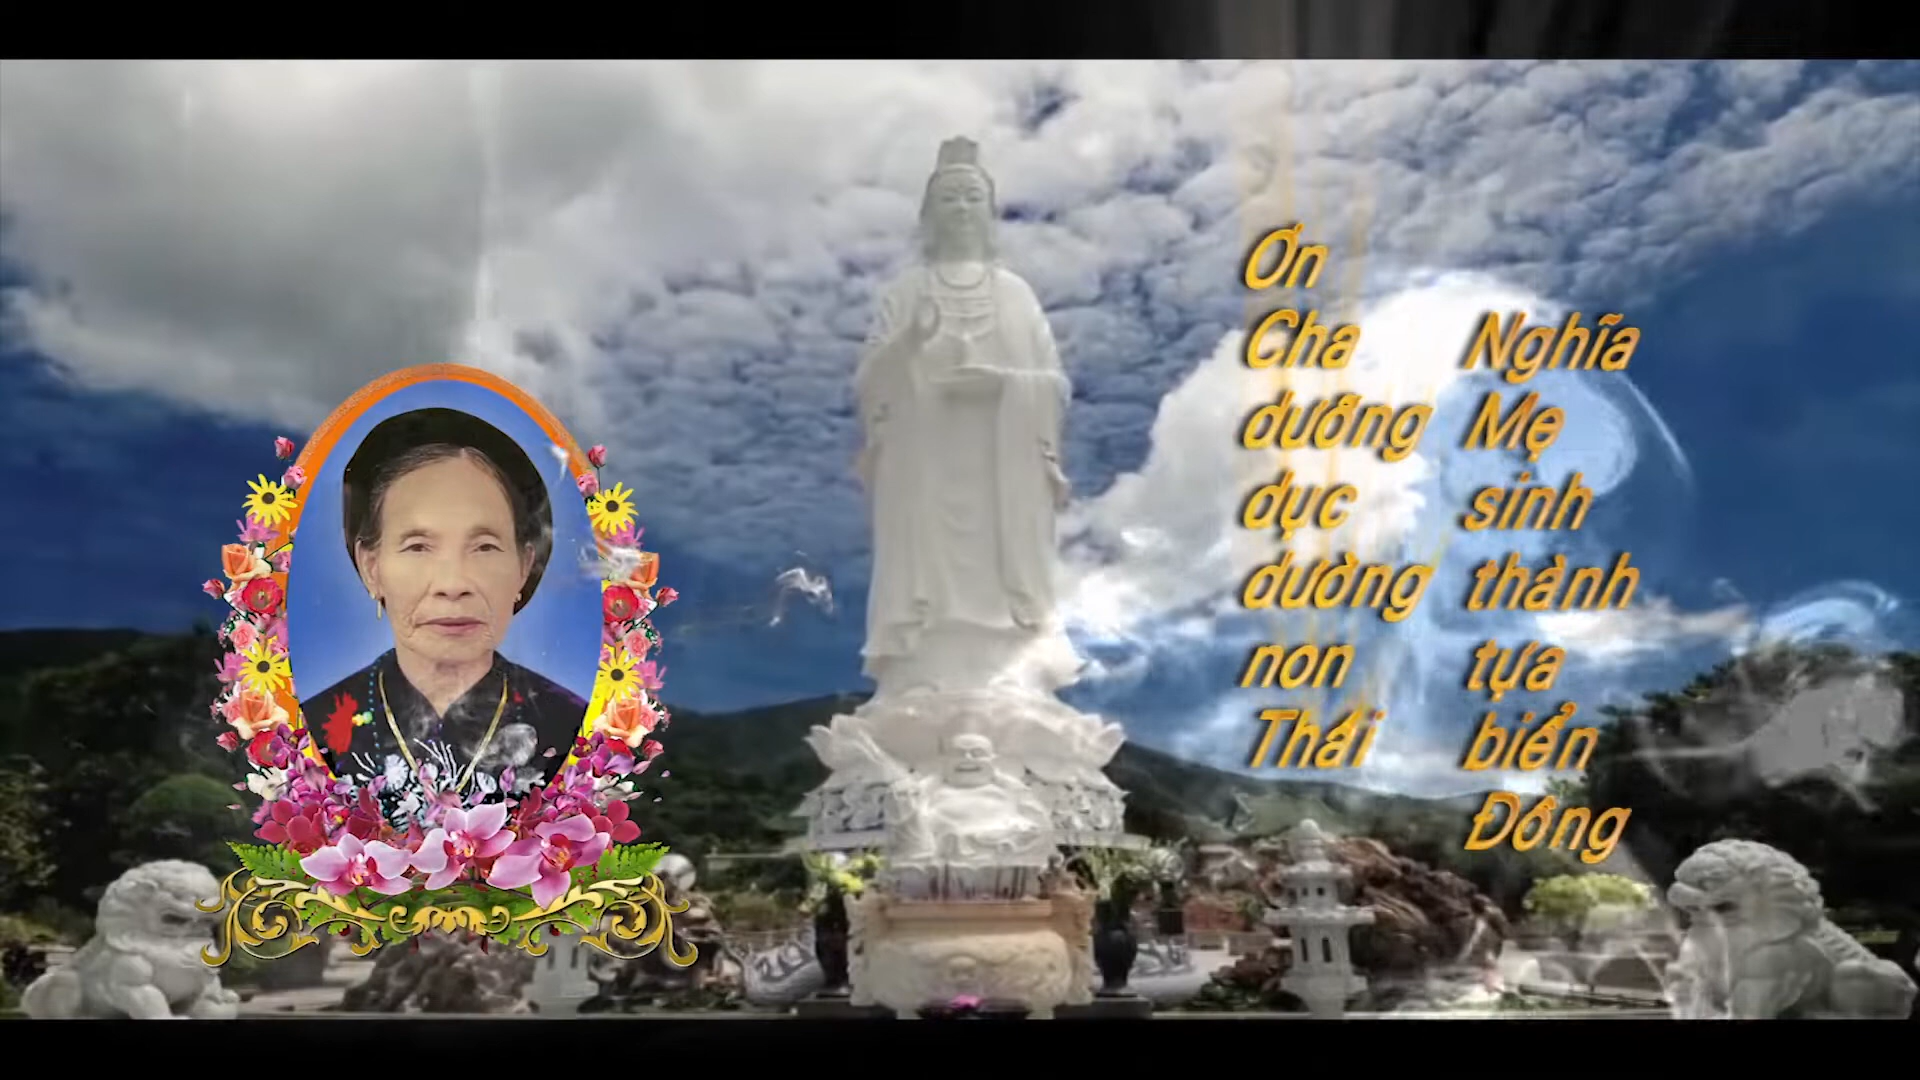 Ơn
Cha
dưỡng
dục
dường
non
Thái
Nghĩa
Mẹ
sinh
thành
tựa
biển
Đông